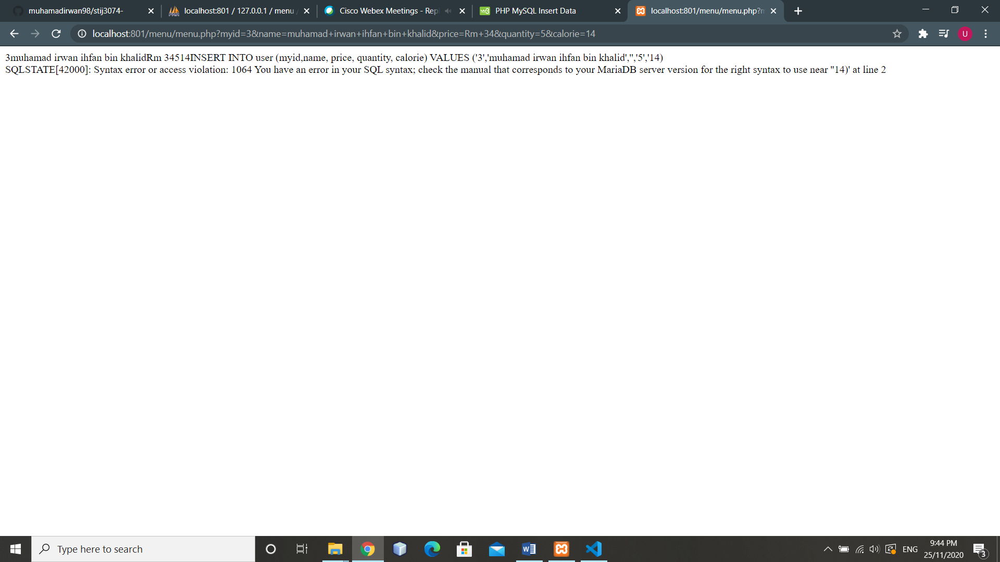 muhamadirwan98/stij3074-
localhost:801 / 127.0.0.1 / menu /
Cisco Webex Meetings - Repl
PHP MySQL Insert Data
localhost:801/menu/menu.php?m
localhost:801/menu/menu.php?myid=3&name=muhamad+irwan+ihfan+bin+khalid&price=Rm+34&quantity=5&calorie=14
U
3muhamad irwan ihfan bin khalidRm 34514INSERT INTO user (myid,name, price, quantity, calorie) VALUES ('3','muhamad irwan ihfan bin khalid','','5','14)
SQLSTATE[42000]: Syntax error or access violation: 1064 You have an error in your SQL syntax; check the manual that corresponds to your MariaDB server version for the right syntax to use near ''14)' at line 2
Type here to search
ENG
9:44 PM
25/11/2020
3